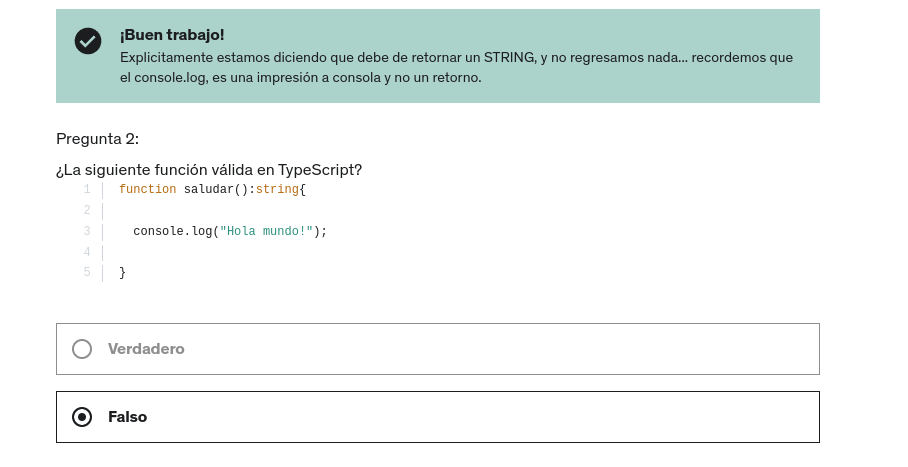 ¡Buen trabajo!
Explicitamente estamos diciendo que debe de retornar un STRING, y no regresamos nada... recordemos que
el console.log, es una impresión a consola y no un retorno.
Pregunta 2:
¿La siguiente función válida en TypeScript?
1 function saludar():string{
2
3 console.log("Hola mundo!");
4
5 }
Verdadero
Falso